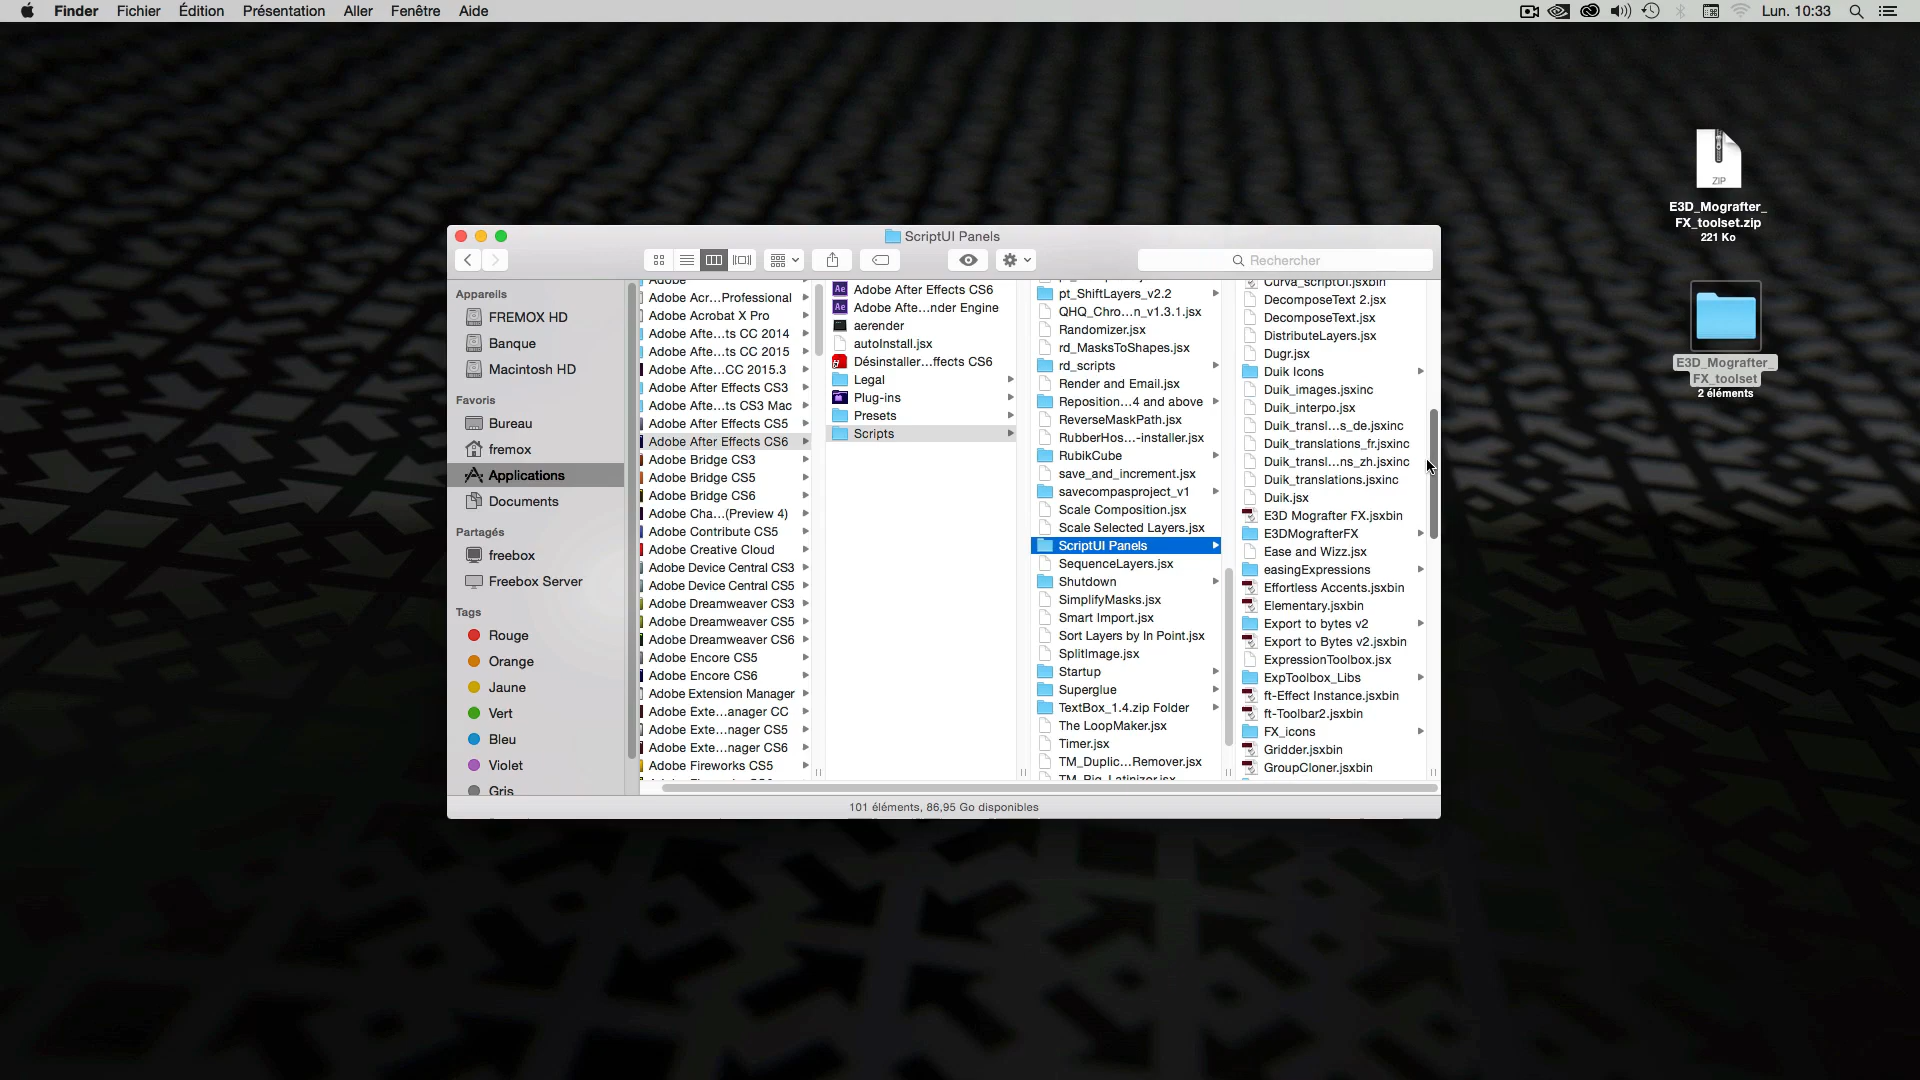 Finder Fichier Édition Présentation Aller Fenêtre Aide
Lun. 10:33
ZIP
E3D_Mografter_
FX_toolset.zip
221 Ko
E3D_Mografter_
FX_toolset
2 éléments
ScriptUI Panels
Rechercher
Appareils
FREMOX HD
Banque
Macintosh HD
Favoris
Bureau
fremox
Applications
Documents
Partagés
freebox
Freebox Server
Tags
Rouge
Orange
Jaune
Vert
Bleu
Violet
Gris
Adobe
Adobe Acr...Professional
Adobe Acrobat X Pro
Adobe Afte...ts CC 2014
Adobe Afte...ts CC 2015
Adobe Afte...CC 2015.3
Adobe After Effects CS3
Adobe Afte...ts CS3 Mac
Adobe After Effects CS5
Adobe After Effects CS6
Adobe Bridge CS3
Adobe Bridge CS5
Adobe Bridge CS6
Adobe Cha...(Preview 4)
Adobe Contribute CS5
Adobe Creative Cloud
Adobe Device Central CS3
Adobe Device Central CS5
Adobe Dreamweaver CS3
Adobe Dreamweaver CS5
Adobe Dreamweaver CS6
Adobe Encore CS5
Adobe Encore CS6
Adobe Extension Manager
Adobe Exte...anager CC
Adobe Exte...nager CS5
Adobe Exte...nager CS6
Adobe Fireworks CS5
Ae Adobe After Effects CS6
Ae Adobe Afte...nder Engine
aerender
autoInstall.jsx
Désinstaller...ffects CS6
Legal
Plug-ins
Presets
Scripts
pt_ShiftLayers_v2.2
QHQ_Chro...n_v1.3.1.jsx
Randomizer.jsx
rd_MasksToShapes.jsx
rd_scripts
Render and Email.jsx
Reposition...4 and above
ReverseMaskPath.jsx
RubberHos...-installer.jsx
RubikCube
save_and_increment.jsx
savecompasproject_v1
Scale Composition.jsx
Scale Selected Layers.jsx
ScriptUI Panels
SequenceLayers.jsx
Shutdown
SimplifyMasks.jsx
Smart Import.jsx
Sort Layers by In Point.jsx
SplitImage.jsx
Startup
Superglue
TextBox_1.4.zip Folder
The LoopMaker.jsx
Timer.jsx
TM_Duplic...Remover.jsx
TM_Pig_Latinizer.jsx
Curva_scriptUI.jsxbin
DecomposeText 2.jsx
DecomposeText.jsx
DistributeLayers.jsx
Dugr.jsx
Duik Icons
Duik_images.jsxinc
Duik_interpo.jsx
Duik_transl...s_de.jsxinc
Duik_translations_fr.jsxinc
Duik_transl...ns_zh.jsxinc
Duik_translations.jsxinc
Duik.jsx
E3D Mografter FX.jsxbin
E3DMografterFX
Ease and Wizz.jsx
easingExpressions
Effortless Accents.jsxbin
Elementary.jsxbin
Export to bytes v2
Export to Bytes v2.jsxbin
ExpressionToolbox.jsx
ExpToolbox_Libs
ft-Effect Instance.jsxbin
ft-Toolbar2.jsxbin
FX_icons
Gridder.jsxbin
GroupCloner.jsxbin
101 éléments, 86,95 Go disponibles